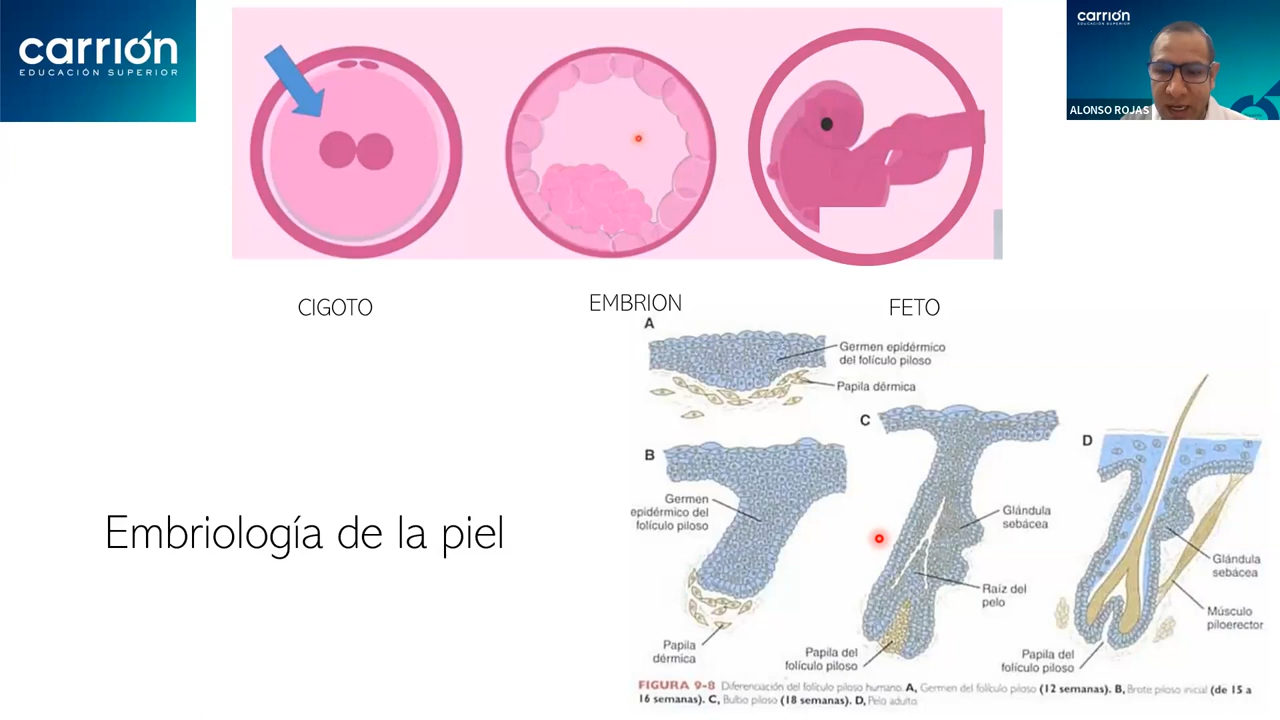 carrión
EDUCACIÓN SUPERIOR
carrión
EDUCACIÓN SUPERIOR
ALONSO ROJAS
CIGOTO
EMBRION
FETO
A
Germen epidérmico
del folículo piloso
Papila dérmica
B
Germen
epidérmico del
folículo piloso
Papila
dérmica
C
Glándula
sebácea
Raíz del
pelo
Papila del
folículo piloso
D
Glándula
sebácea
Músculo
piloerector
Papila del
folículo piloso
Embriología de la piel
FIGURA 9-8 Diferenciación del folículo piloso humano. A, Germen del folículo piloso (12 semanas). B, Brote piloso inicial (de 15 a
16 semanas). C, Bulbo piloso (18 semanas). D, Pelo adulto